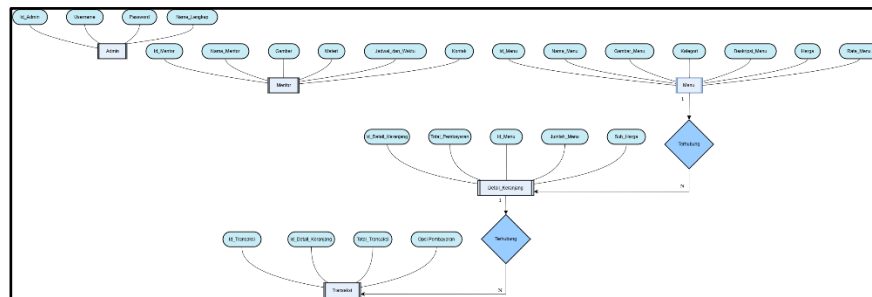 Id_Admin
Username
Password
Nama_Lengkap
Admin
Id_Mentor
Nama_Mentor
Gambar
Materi
Jadwal_dan_Waktu
Kontak
Mentor
Id_Menu
Nama_Menu
Gambar_Menu
Kategori
Deskripsi_Menu
Harga
Rate_Menu
Menu
1
Terhubung
N
Id_Detail_Keranjang
Total_Pembayaran
Id_Menu
Jumlah_Menu
Sub_Harga
Detail_Keranjang
1
Terhubung
N
Id_Transaksi
Id_Detail_Keranjang
Total_Transaksi
Opsi Pembayaran
Transaksi